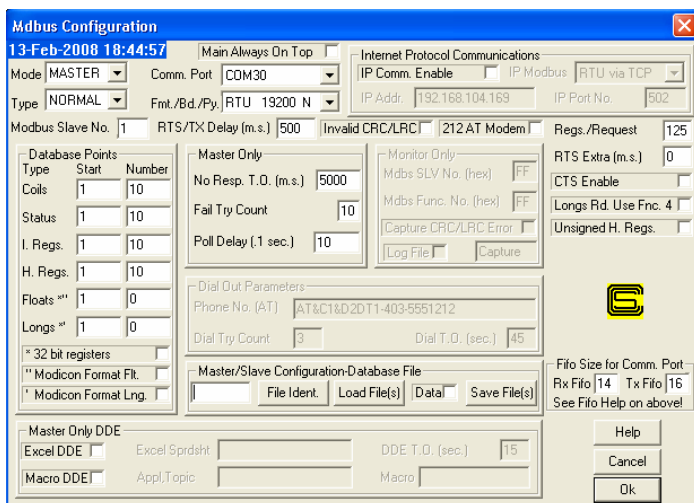 Mdbus Configuration
13-Feb-2008 18:44:57
Main Always On Top
Mode MASTER
Comm. Port COM30
Type NORMAL
Fmt./Bd./Py. RTU 19200 N
Internet Protocol Communications
IP Comm. Enable IP Modbus RTU via TCP
IP Addr. 192.168.104.169 IP Port No. 502
Modbus Slave No. 1 RTS/TX Delay (m.s.) 500 Invalid CRC/LRC 212 AT Modem
Regs./Request 125
RTS Extra (m.s.) 0
CTS Enable
Longs Rd. Use Fnc. 4
Unsigned H. Regs.
Database Points
Type Start Number
Coils 1 10
Status 1 10
I. Regs. 1 10
H. Regs. 1 10
Floats *" 1 0
Longs *' 1 0
* 32 bit registers
" Modicon Format Flt.
' Modicon Format Lng.
Master Only
No Resp. T.O. (m.s.) 5000
Fail Try Count 10
Poll Delay (.1 sec.) 10
Monitor Only
Mdbs SLV No. (hex) FF
Mdbs Func. No. (hex) FF
Capture CRC/LRC Error
Log File Capture
Dial Out Parameters
Phone No. (AT) AT&C1&D2DT1-403-5551212
Dial Try Count 3 Dial T.O. (sec.) 45
Master/Slave Configuration-Database File
File Ident. Load File(s) Data Save File(s)
Fifo Size for Comm. Port
Rx Fifo 14 Tx Fifo 16
See Fifo Help on above!
Master Only DDE
Excel DDE Excel Sprdsht DDE T.O. (sec.) 15
Macro DDE Appl,Topic Macro
Help
Cancel
Ok